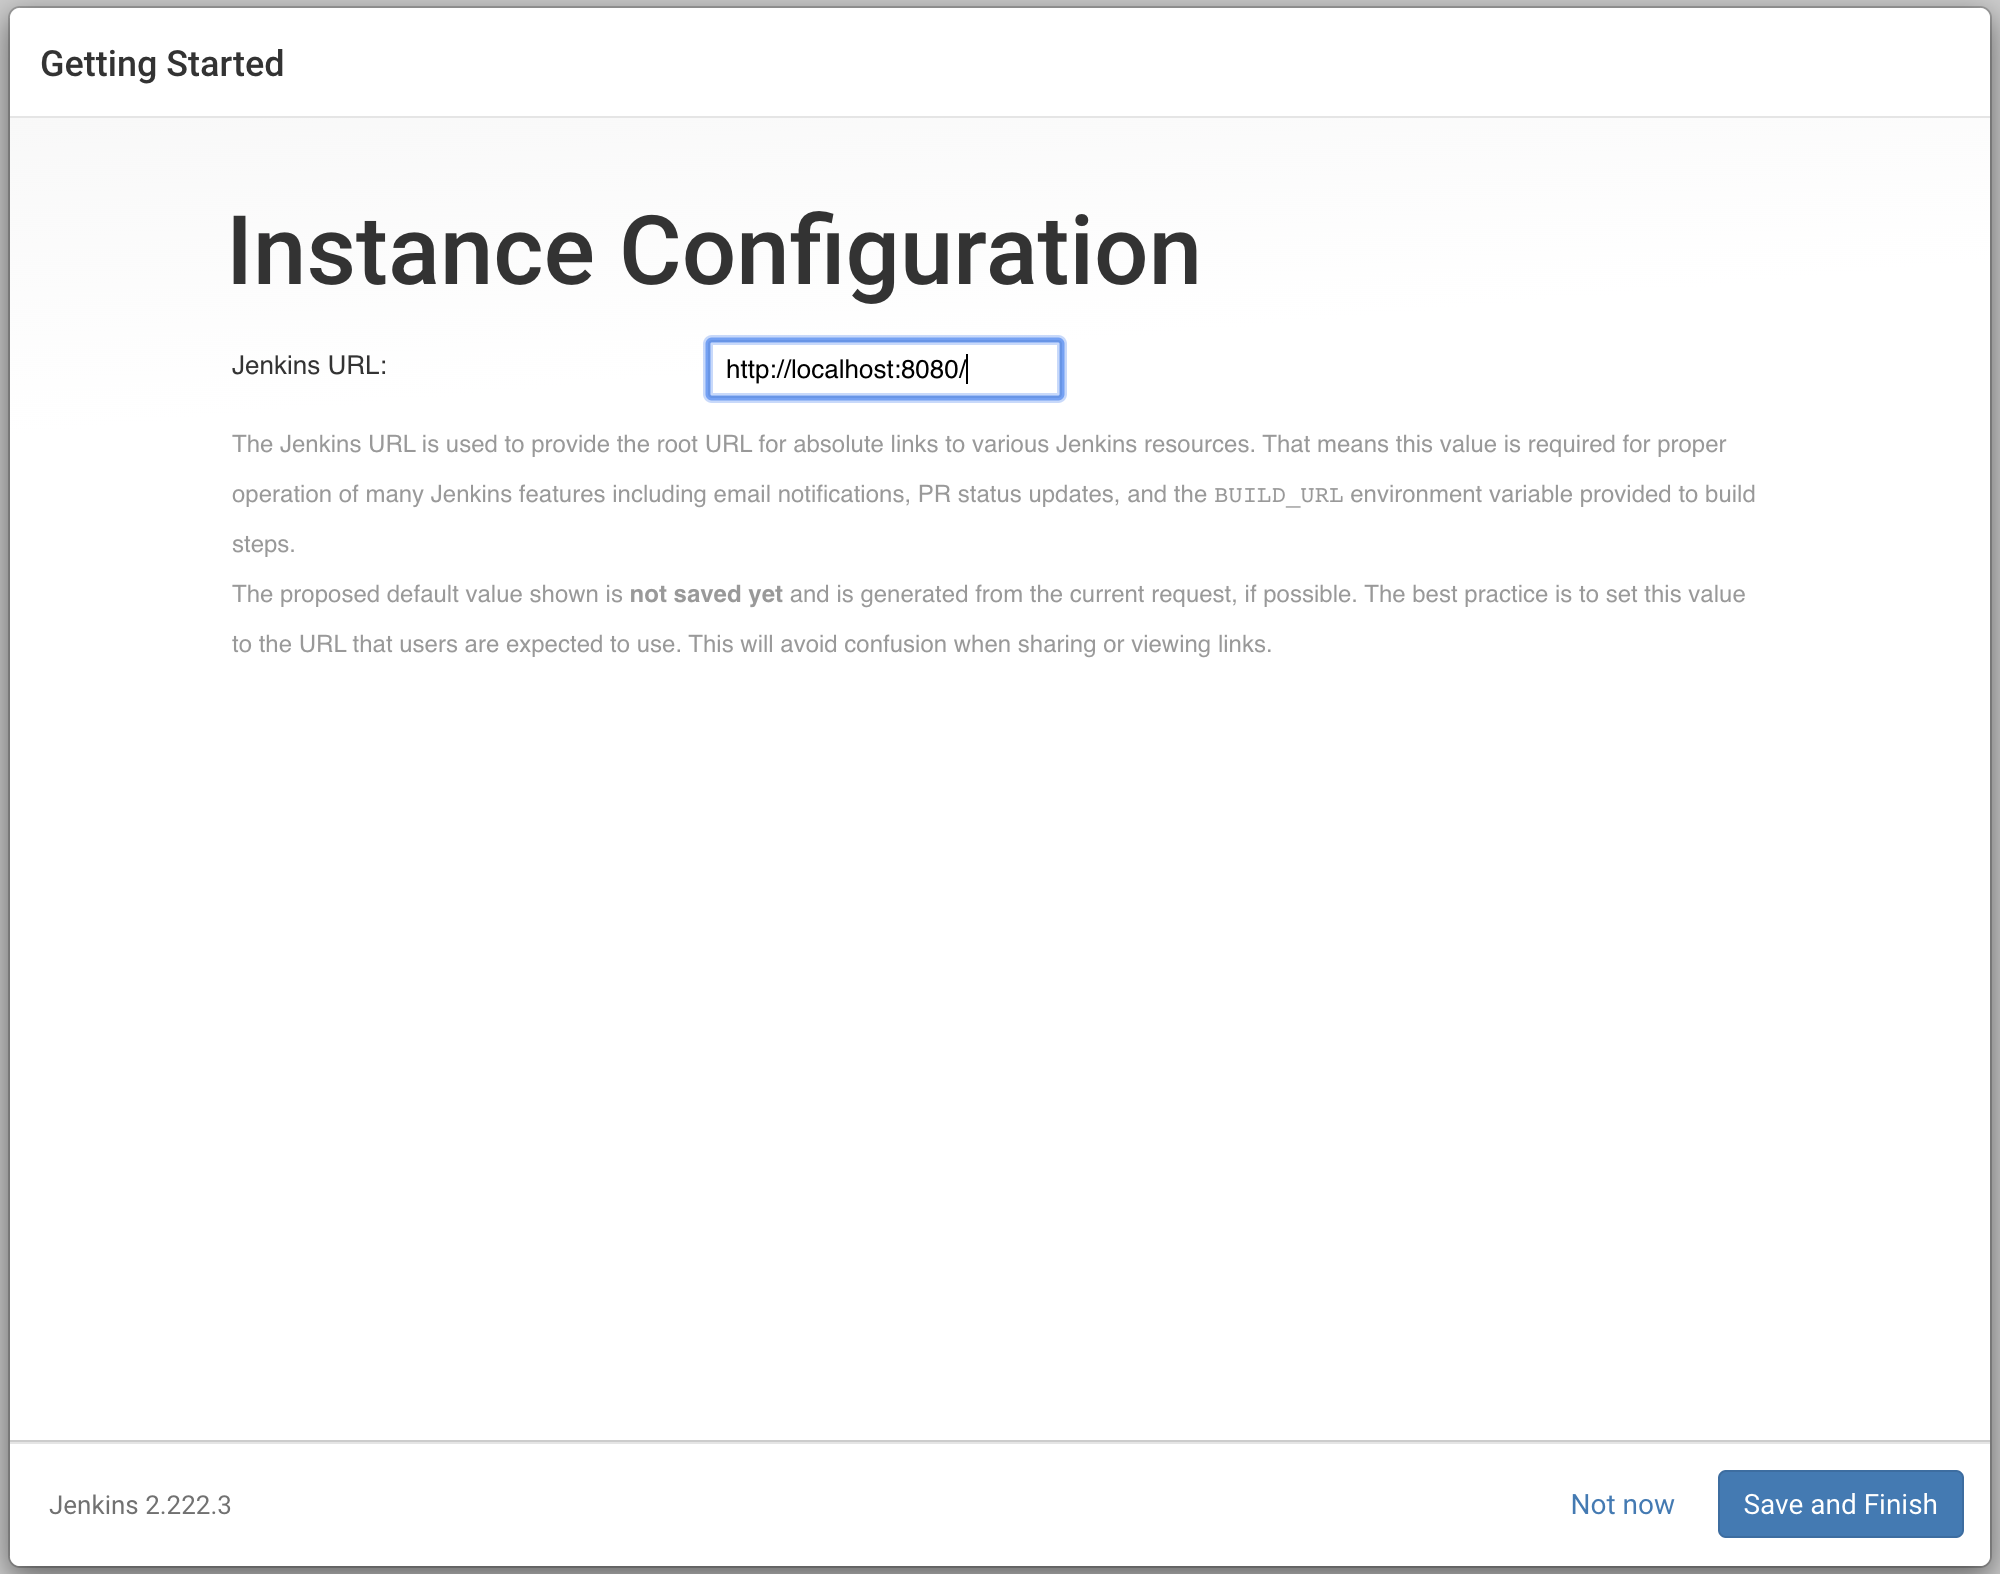 Getting Started
Instance Configuration
Jenkins URL:
http://localhost:8080/
The Jenkins URL is used to provide the root URL for absolute links to various Jenkins resources. That means this value is required for proper
operation of many Jenkins features including email notifications, PR status updates, and the BUILD_URL environment variable provided to build
steps.
The proposed default value shown is not saved yet and is generated from the current request, if possible. The best practice is to set this value
to the URL that users are expected to use. This will avoid confusion when sharing or viewing links.
Jenkins 2.222.3
Not now
Save and Finish